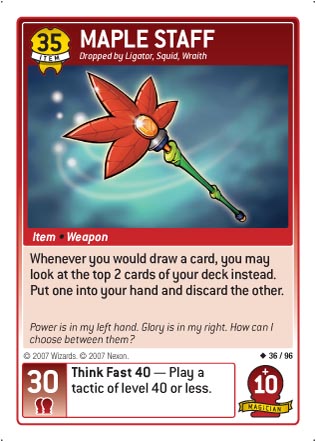 35
ITEM
MAPLE STAFF
Dropped by Ligator, Squid, Wraith
Item • Weapon
Whenever you would draw a card, you may
look at the top 2 cards of your deck instead.
Put one into your hand and discard the other.
Power is in my left hand. Glory is in my right. How can I
choose between them?
© 2007 Wizards. © 2007 Nexon.
◆ 36 / 96
30
Think Fast 40 — Play a
tactic of level 40 or less.
+
10
MAGICIAN